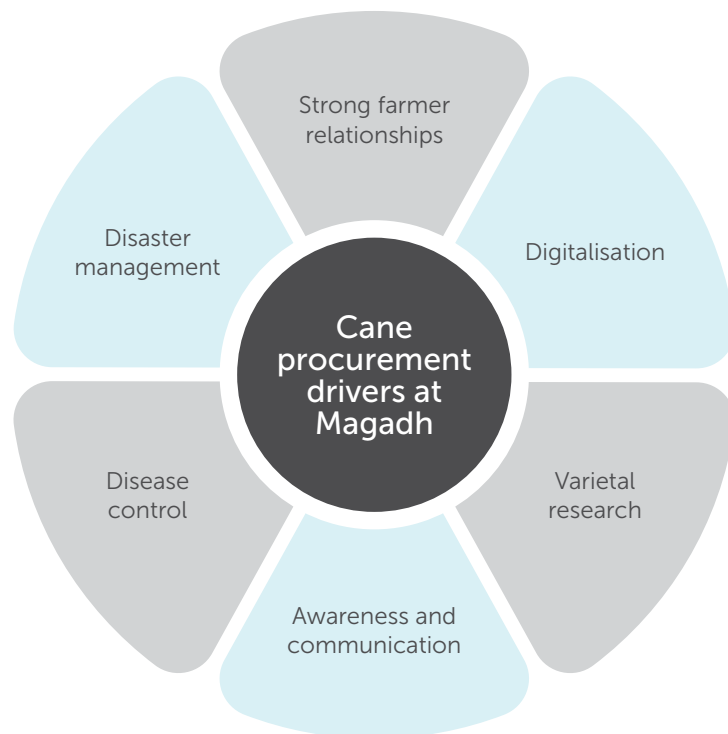 Strong farmer
relationships
Disaster
management
Digitalisation
Cane
procurement
drivers at
Magadh
Disease
control
Varietal
research
Awareness and
communication